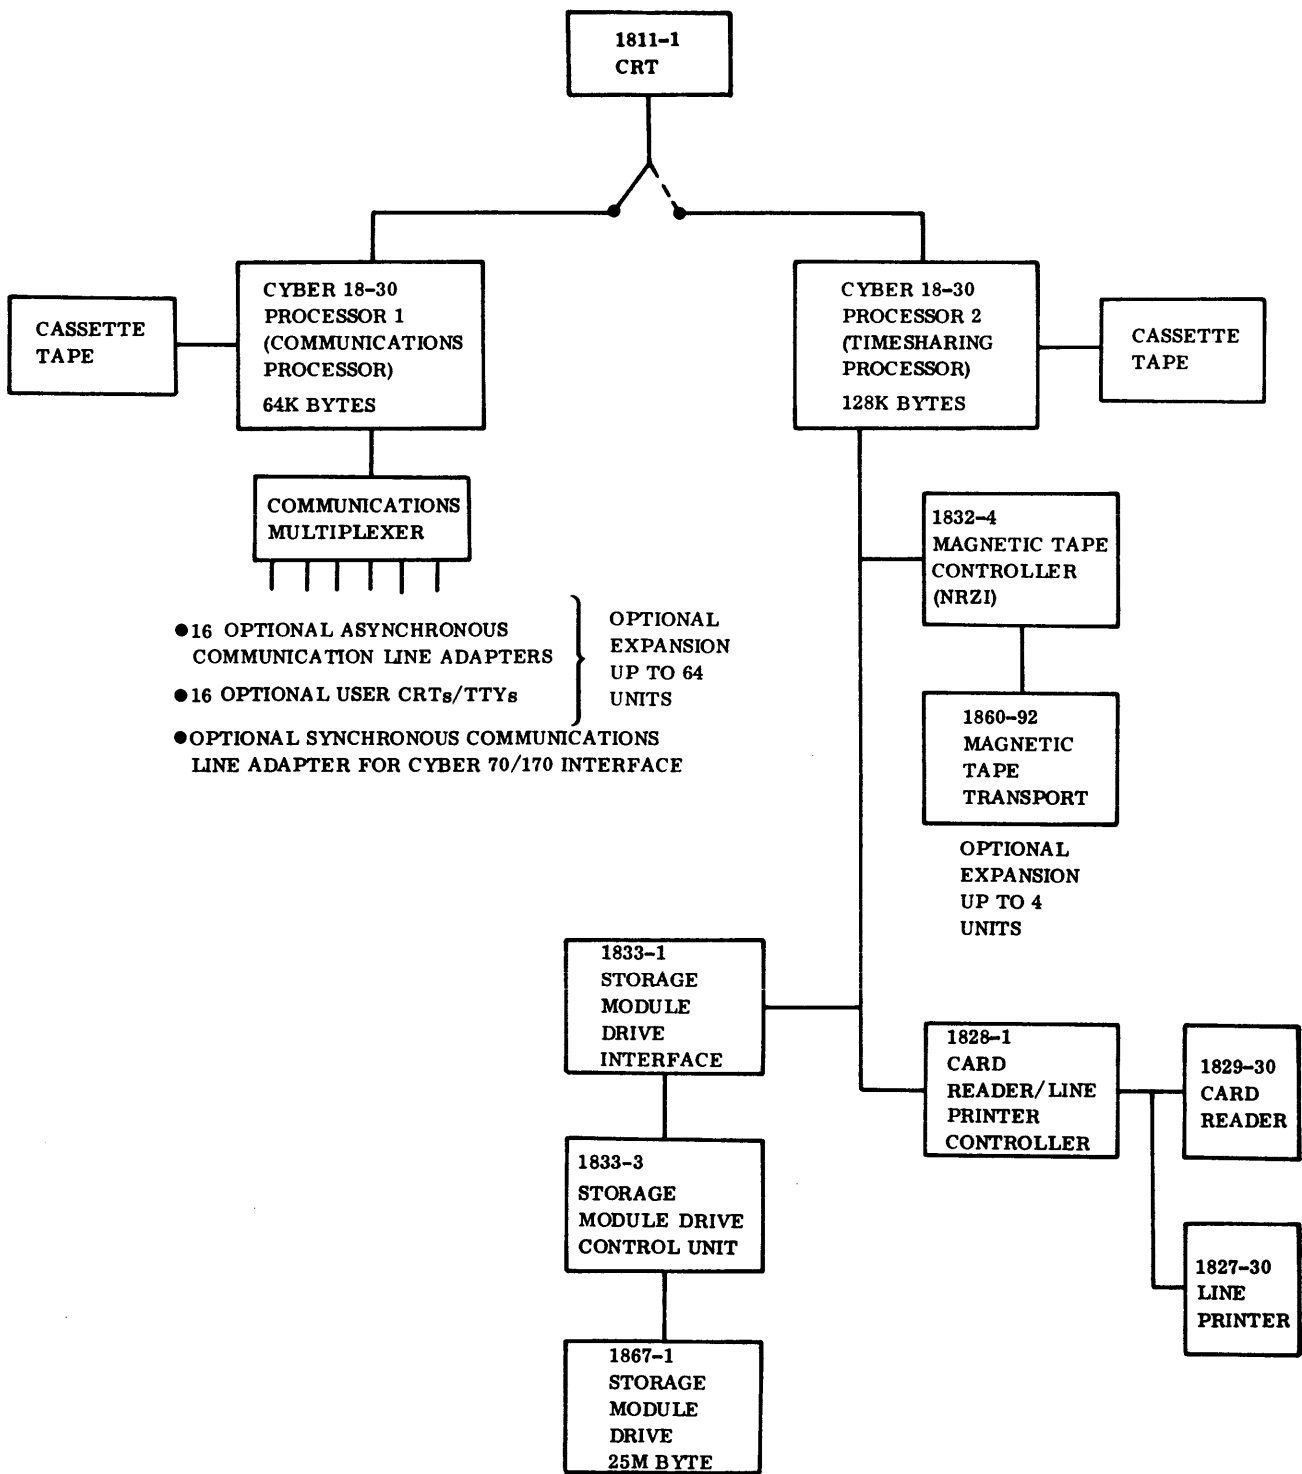 1811-1
CRT
CYBER 18-30
PROCESSOR 1
(COMMUNICATIONS
PROCESSOR)
64K BYTES
CYBER 18-30
PROCESSOR 2
(TIMESHARING
PROCESSOR)
128K BYTES
CASSETTE
TAPE
CASSETTE
TAPE
COMMUNICATIONS
MULTIPLEXER
●16 OPTIONAL ASYNCHRONOUS
COMMUNICATION LINE ADAPTERS
●16 OPTIONAL USER CRTs/TTYs
OPTIONAL
EXPANSION
UP TO 64
UNITS
●OPTIONAL SYNCHRONOUS COMMUNICATIONS
LINE ADAPTER FOR CYBER 70/170 INTERFACE
1832-4
MAGNETIC TAPE
CONTROLLER
(NRZI)
1860-92
MAGNETIC
TAPE
TRANSPORT
OPTIONAL
EXPANSION
UP TO 4
UNITS
1833-1
STORAGE
MODULE
DRIVE
INTERFACE
1828-1
CARD
READER/LINE
PRINTER
CONTROLLER
1829-30
CARD
READER
1833-3
STORAGE
MODULE DRIVE
CONTROL UNIT
1827-30
LINE
PRINTER
1867-1
STORAGE
MODULE
DRIVE
25M BYTE